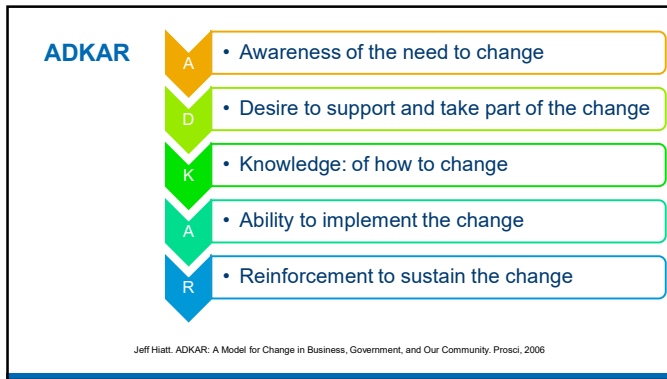 ADKAR
A
• Awareness of the need to change
D
• Desire to support and take part of the change
K
• Knowledge: of how to change
A
• Ability to implement the change
R
• Reinforcement to sustain the change
Jeff Hiatt. ADKAR: A Model for Change in Business, Government, and Our Community. Prosci, 2006